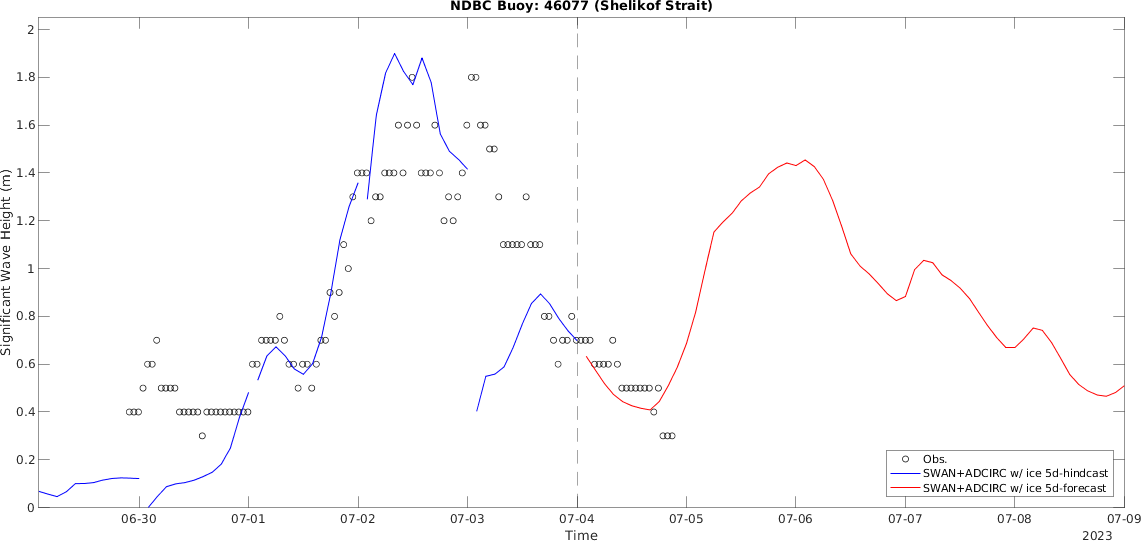 NDBC Buoy: 46077 (Shelikof Strait)
Significant Wave Height (m)
2
1.8
1.6
1.4
1.2
1
0.8
0.6
0.4
0.2
0
Obs.
SWAN+ADCIRC w/ ice 5d-hindcast
SWAN+ADCIRC w/ ice 5d-forecast
06-30 07-01 07-02 07-03 07-04 07-05 07-06 07-07 07-08 07-09
Time
2023